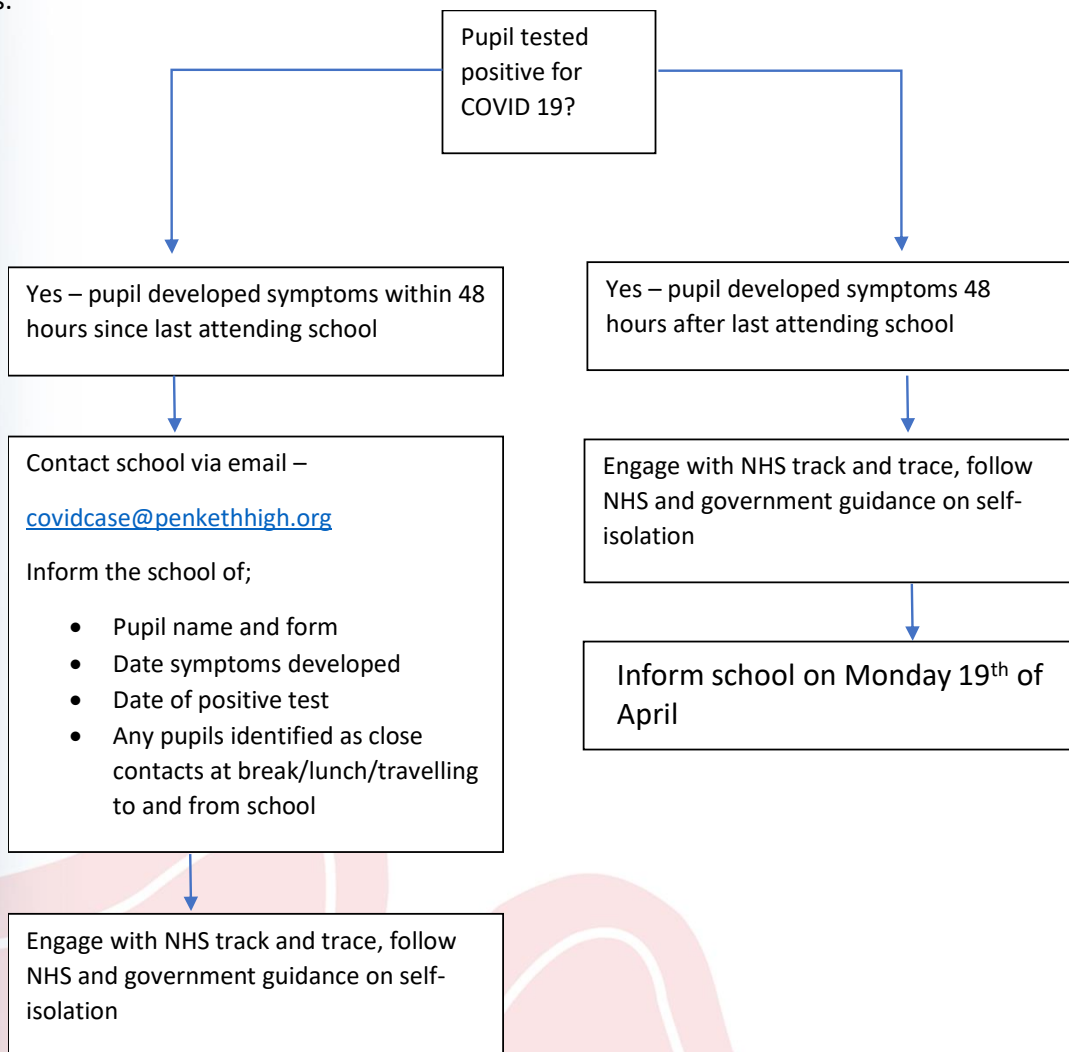 s.
Pupil tested
positive for
COVID 19?
Yes – pupil developed symptoms within 48
hours since last attending school
Yes – pupil developed symptoms 48
hours after last attending school
Contact school via email –
covidcase@penkethhigh.org
Inform the school of;
• Pupil name and form
• Date symptoms developed
• Date of positive test
• Any pupils identified as close
contacts at break/lunch/travelling
to and from school
Engage with NHS track and trace, follow
NHS and government guidance on self-
isolation
Inform school on Monday 19th of
April
Engage with NHS track and trace, follow
NHS and government guidance on self-
isolation